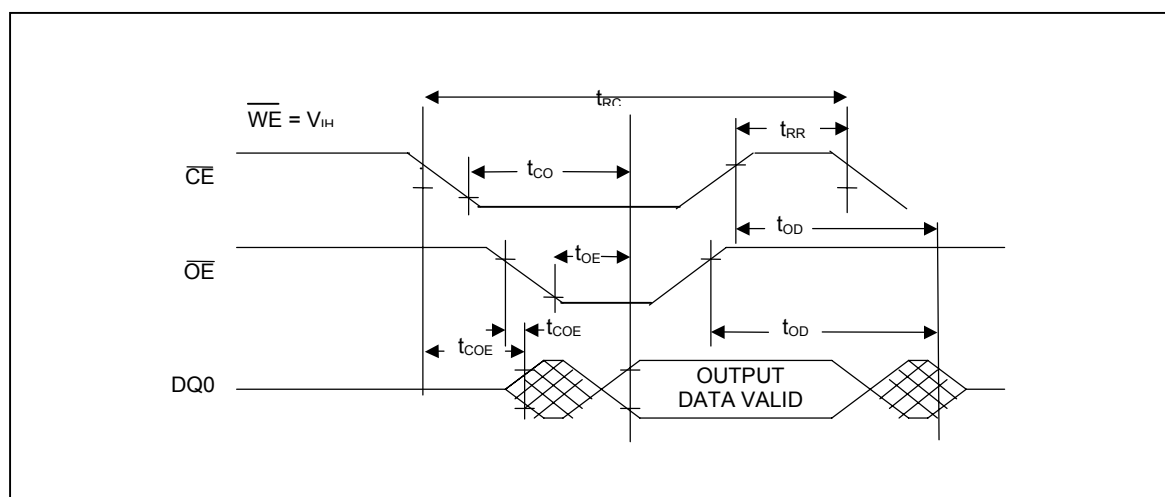 tRC
WE = VIH
tRR
CE
tCO
tOD
OE
tOE
tCOE
tOD
tCOE
DQ0
OUTPUT
DATA VALID